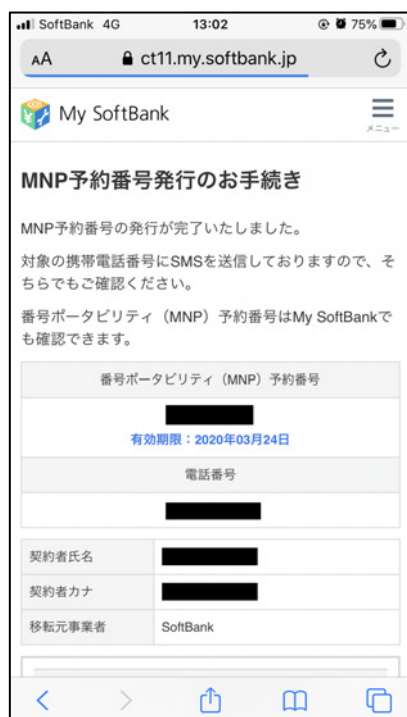 SoftBank 4G 13:02 75%
AA ct11.my.softbank.jp
My SoftBank
メニュー
MNP予約番号発行のお手続き
MNP予約番号の発行が完了いたしました。
対象の携帯電話番号にSMSを送信しておりますので、そ
ちらでもご確認ください。
番号ポータビリティ（MNP）予約番号はMy SoftBankで
も確認できます。
番号ポータビリティ（MNP）予約番号
有効期限：2020年03月24日
電話番号
契約者氏名
契約者カナ
移転元事業者 SoftBank